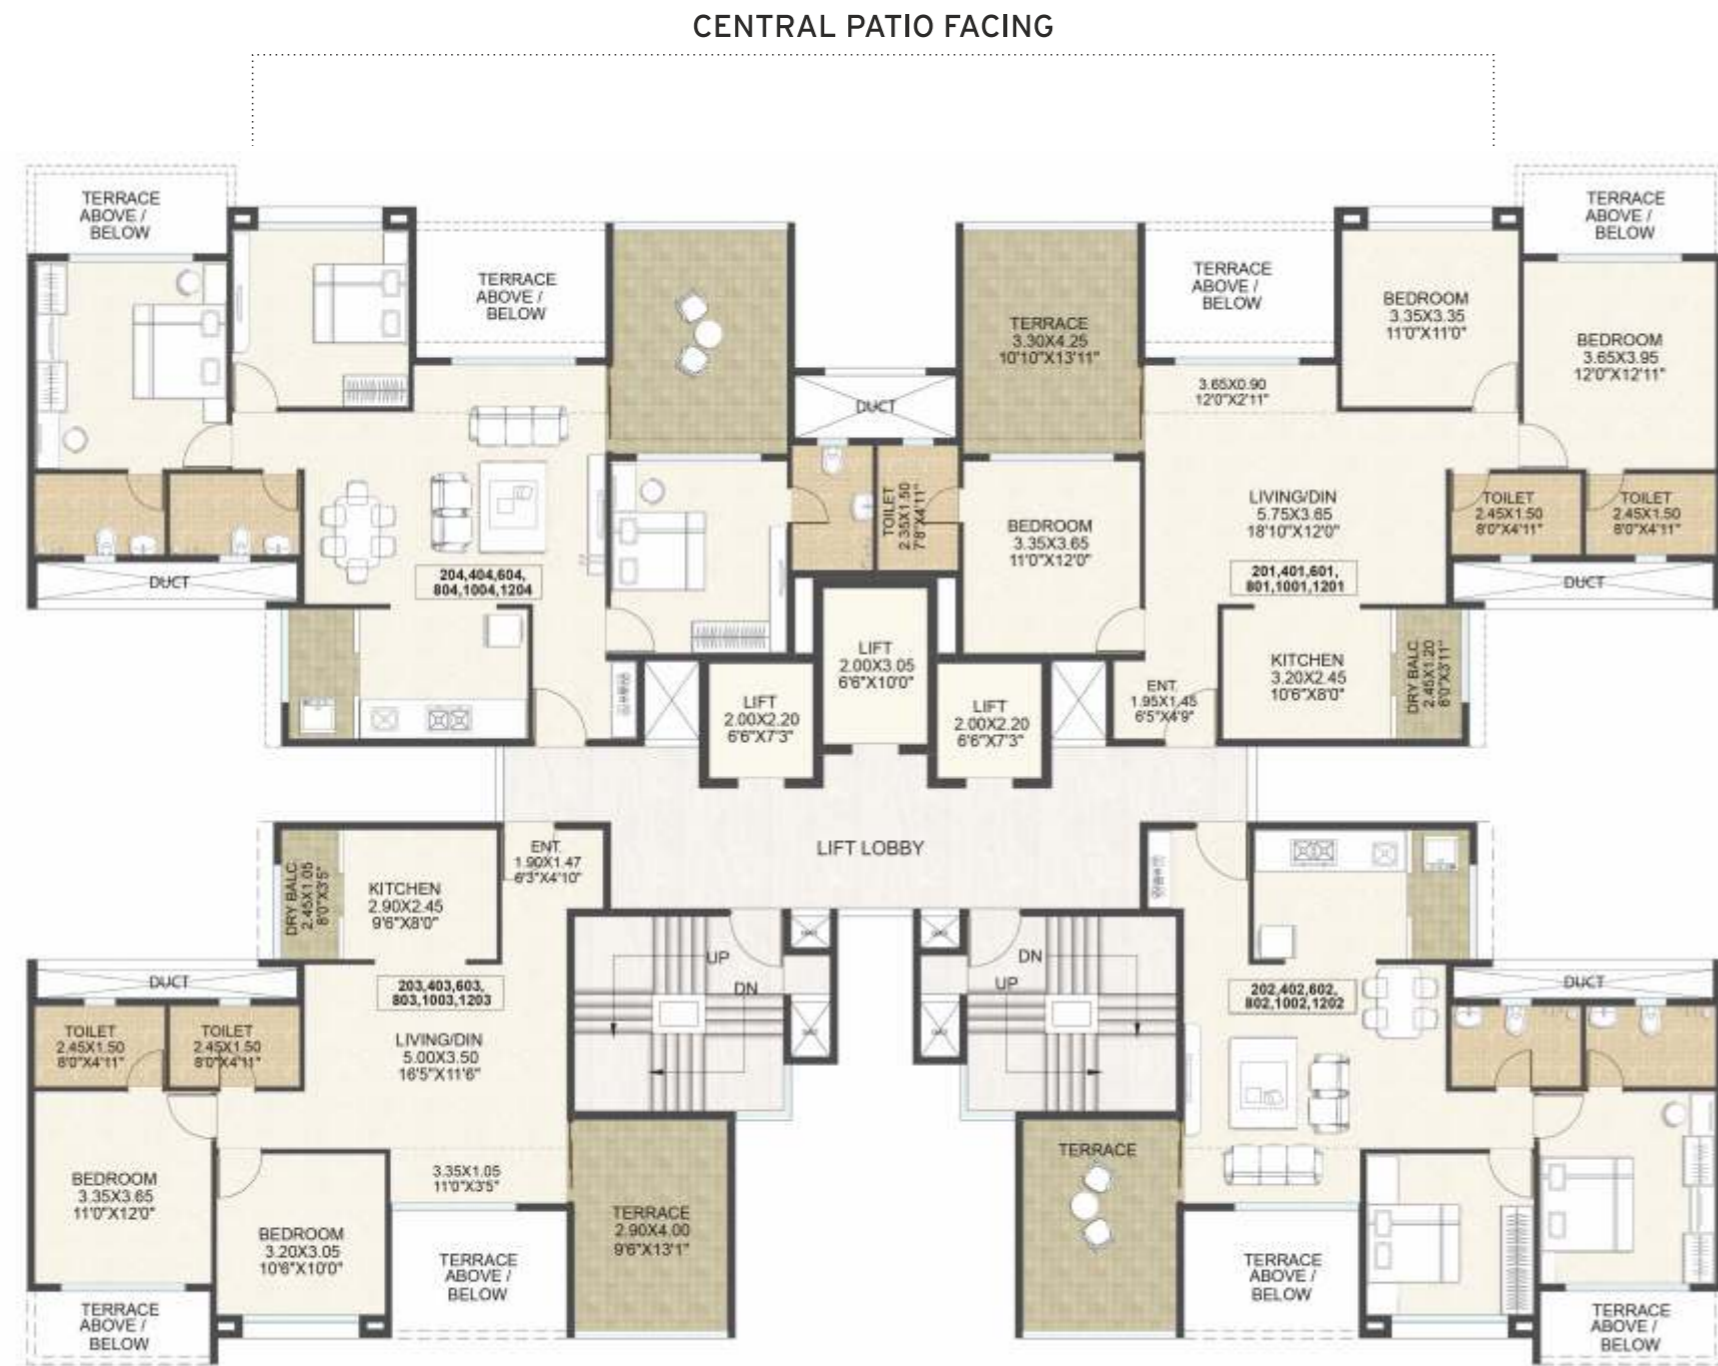 CENTRAL PATIO FACING
TERRACE
ABOVE /
BELOW
TERRACE
ABOVE /
BELOW
TERRACE
3.30X4.25
10'10"X13'11"
TERRACE
ABOVE /
BELOW
BEDROOM
3.35X3.35
11'0"X11'0"
TERRACE
ABOVE /
BELOW
BEDROOM
3.65X3.95
12'0"X12'11"
3.65X0.90
12'0"X2'11"
DUCT
TOILET
2.35X1.50
7'8"X4'11"
BEDROOM
3.35X3.65
11'0"X12'0"
LIVING/DIN
5.75X3.65
18'10"X12'0"
TOILET
2.45X1.50
8'0"X4'11"
TOILET
2.45X1.50
8'0"X4'11"
DUCT
204,404,604,
804,1004,1204
201,401,601,
801,1001,1201
DUCT
LIFT
2.00X3.05
6'6"X10'0"
LIFT
2.00X2.20
6'6"X7'3"
LIFT
2.00X2.20
6'6"X7'3"
ENT.
1.95X1.45
6'5"X4'9"
KITCHEN
3.20X2.45
10'6"X8'0"
DRY BALC.
2.45X1.20
8'0"X3'11"
LIFT LOBBY
DRY BALC.
2.45X1.05
8'0"X3'5"
KITCHEN
2.90X2.45
9'6"X8'0"
ENT.
1.90X1.47
6'3"X4'10"
UP
DN
DN
UP
DUCT
203,403,603,
803,1003,1203
202,402,602,
802,1002,1202
DUCT
TOILET
2.45X1.50
8'0"X4'11"
TOILET
2.45X1.50
8'0"X4'11"
LIVING/DIN
5.00X3.50
16'5"X11'6"
BEDROOM
3.35X3.65
11'0"X12'0"
3.35X1.05
11'0"X3'5"
BEDROOM
3.20X3.05
10'6"X10'0"
TERRACE
2.90X4.00
9'6"X13'1"
TERRACE
TERRACE
ABOVE /
BELOW
TERRACE
ABOVE /
BELOW
TERRACE
ABOVE /
BELOW
TERRACE
ABOVE /
BELOW